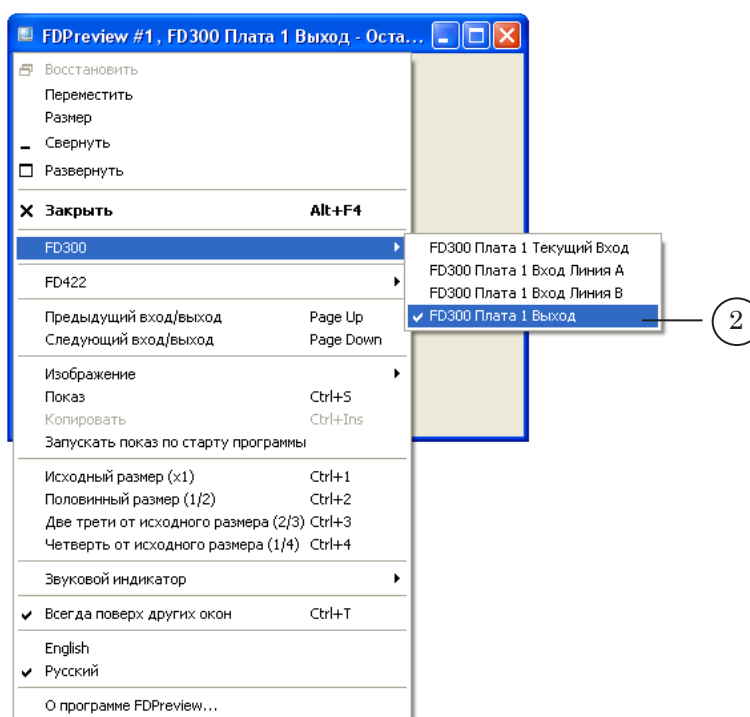 FDPreview #1, FD300 Плата 1 Выход - Оста...
Восстановить
Переместить
Размер
Свернуть
Развернуть
Закрыть Alt+F4
FD300
FD300 Плата 1 Текущий Вход
FD300 Плата 1 Вход Линия A
FD300 Плата 1 Вход Линия B
FD300 Плата 1 Выход
2
FD422
Предыдущий вход/выход Page Up
Следующий вход/выход Page Down
Изображение
Показ Ctrl+S
Копировать Ctrl+Ins
Запускать показ по старту программы
Исходный размер (x1) Ctrl+1
Половинный размер (1/2) Ctrl+2
Две трети от исходного размера (2/3) Ctrl+3
Четверть от исходного размера (1/4) Ctrl+4
Звуковой индикатор
Всегда поверх других окон Ctrl+T
English
Русский
О программе FDPreview...